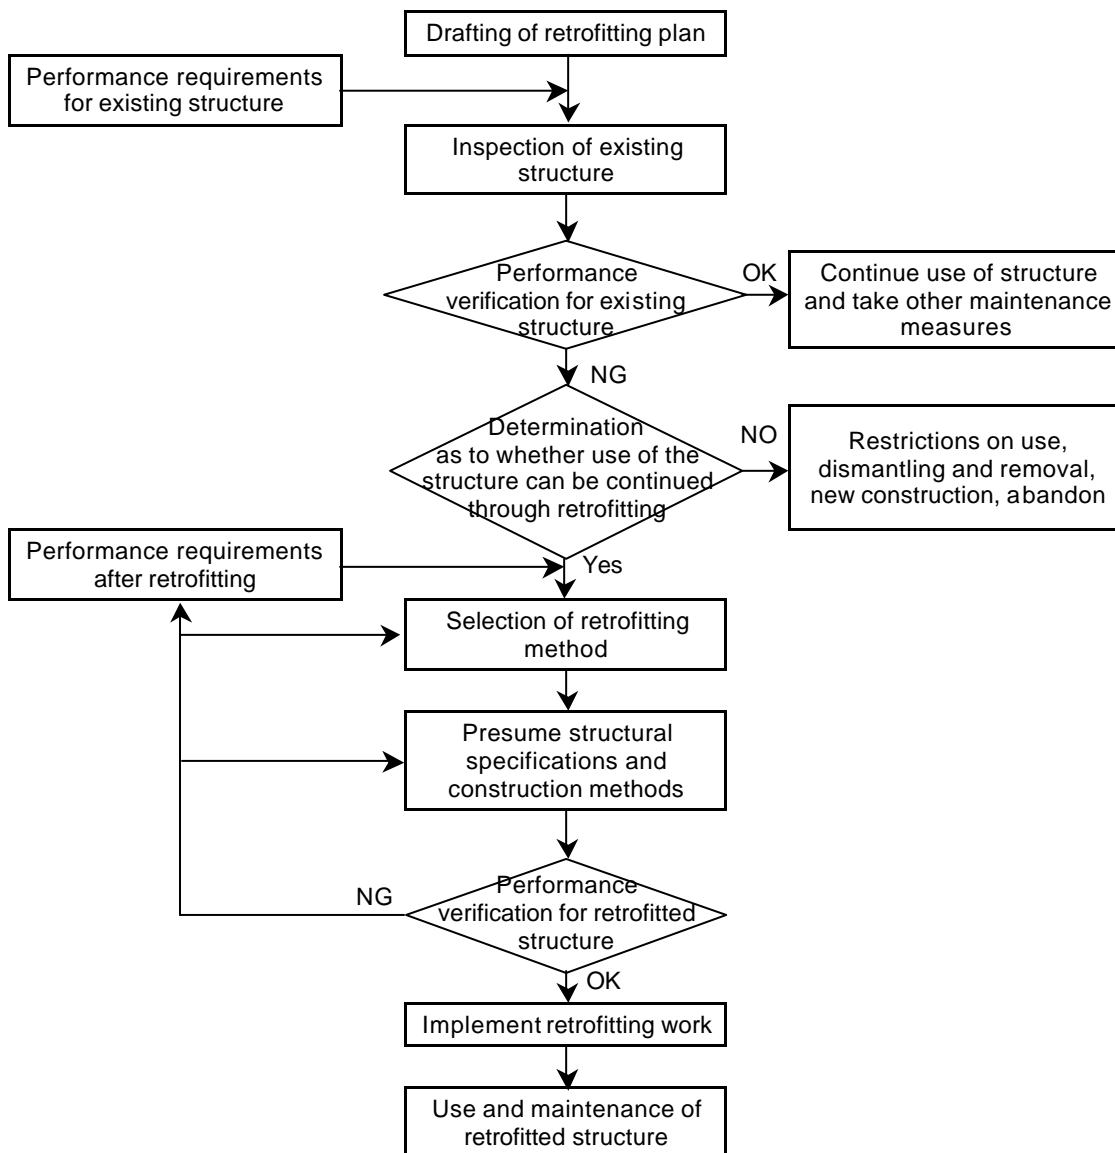 Drafting of retrofitting plan
Performance requirements
for existing structure
Inspection of existing
structure
Performance
verification for existing
structure
OK
Continue use of structure
and take other maintenance
measures
NG
Determination
as to whether use of the
structure can be continued
through retrofitting
NO
Restrictions on use,
dismantling and removal,
new construction, abandon
Performance requirements
after retrofitting
Yes
Selection of retrofitting
method
Presume structural
specifications and
construction methods
NG
Performance
verification for retrofitted
structure
OK
Implement retrofitting work
Use and maintenance of
retrofitted structure